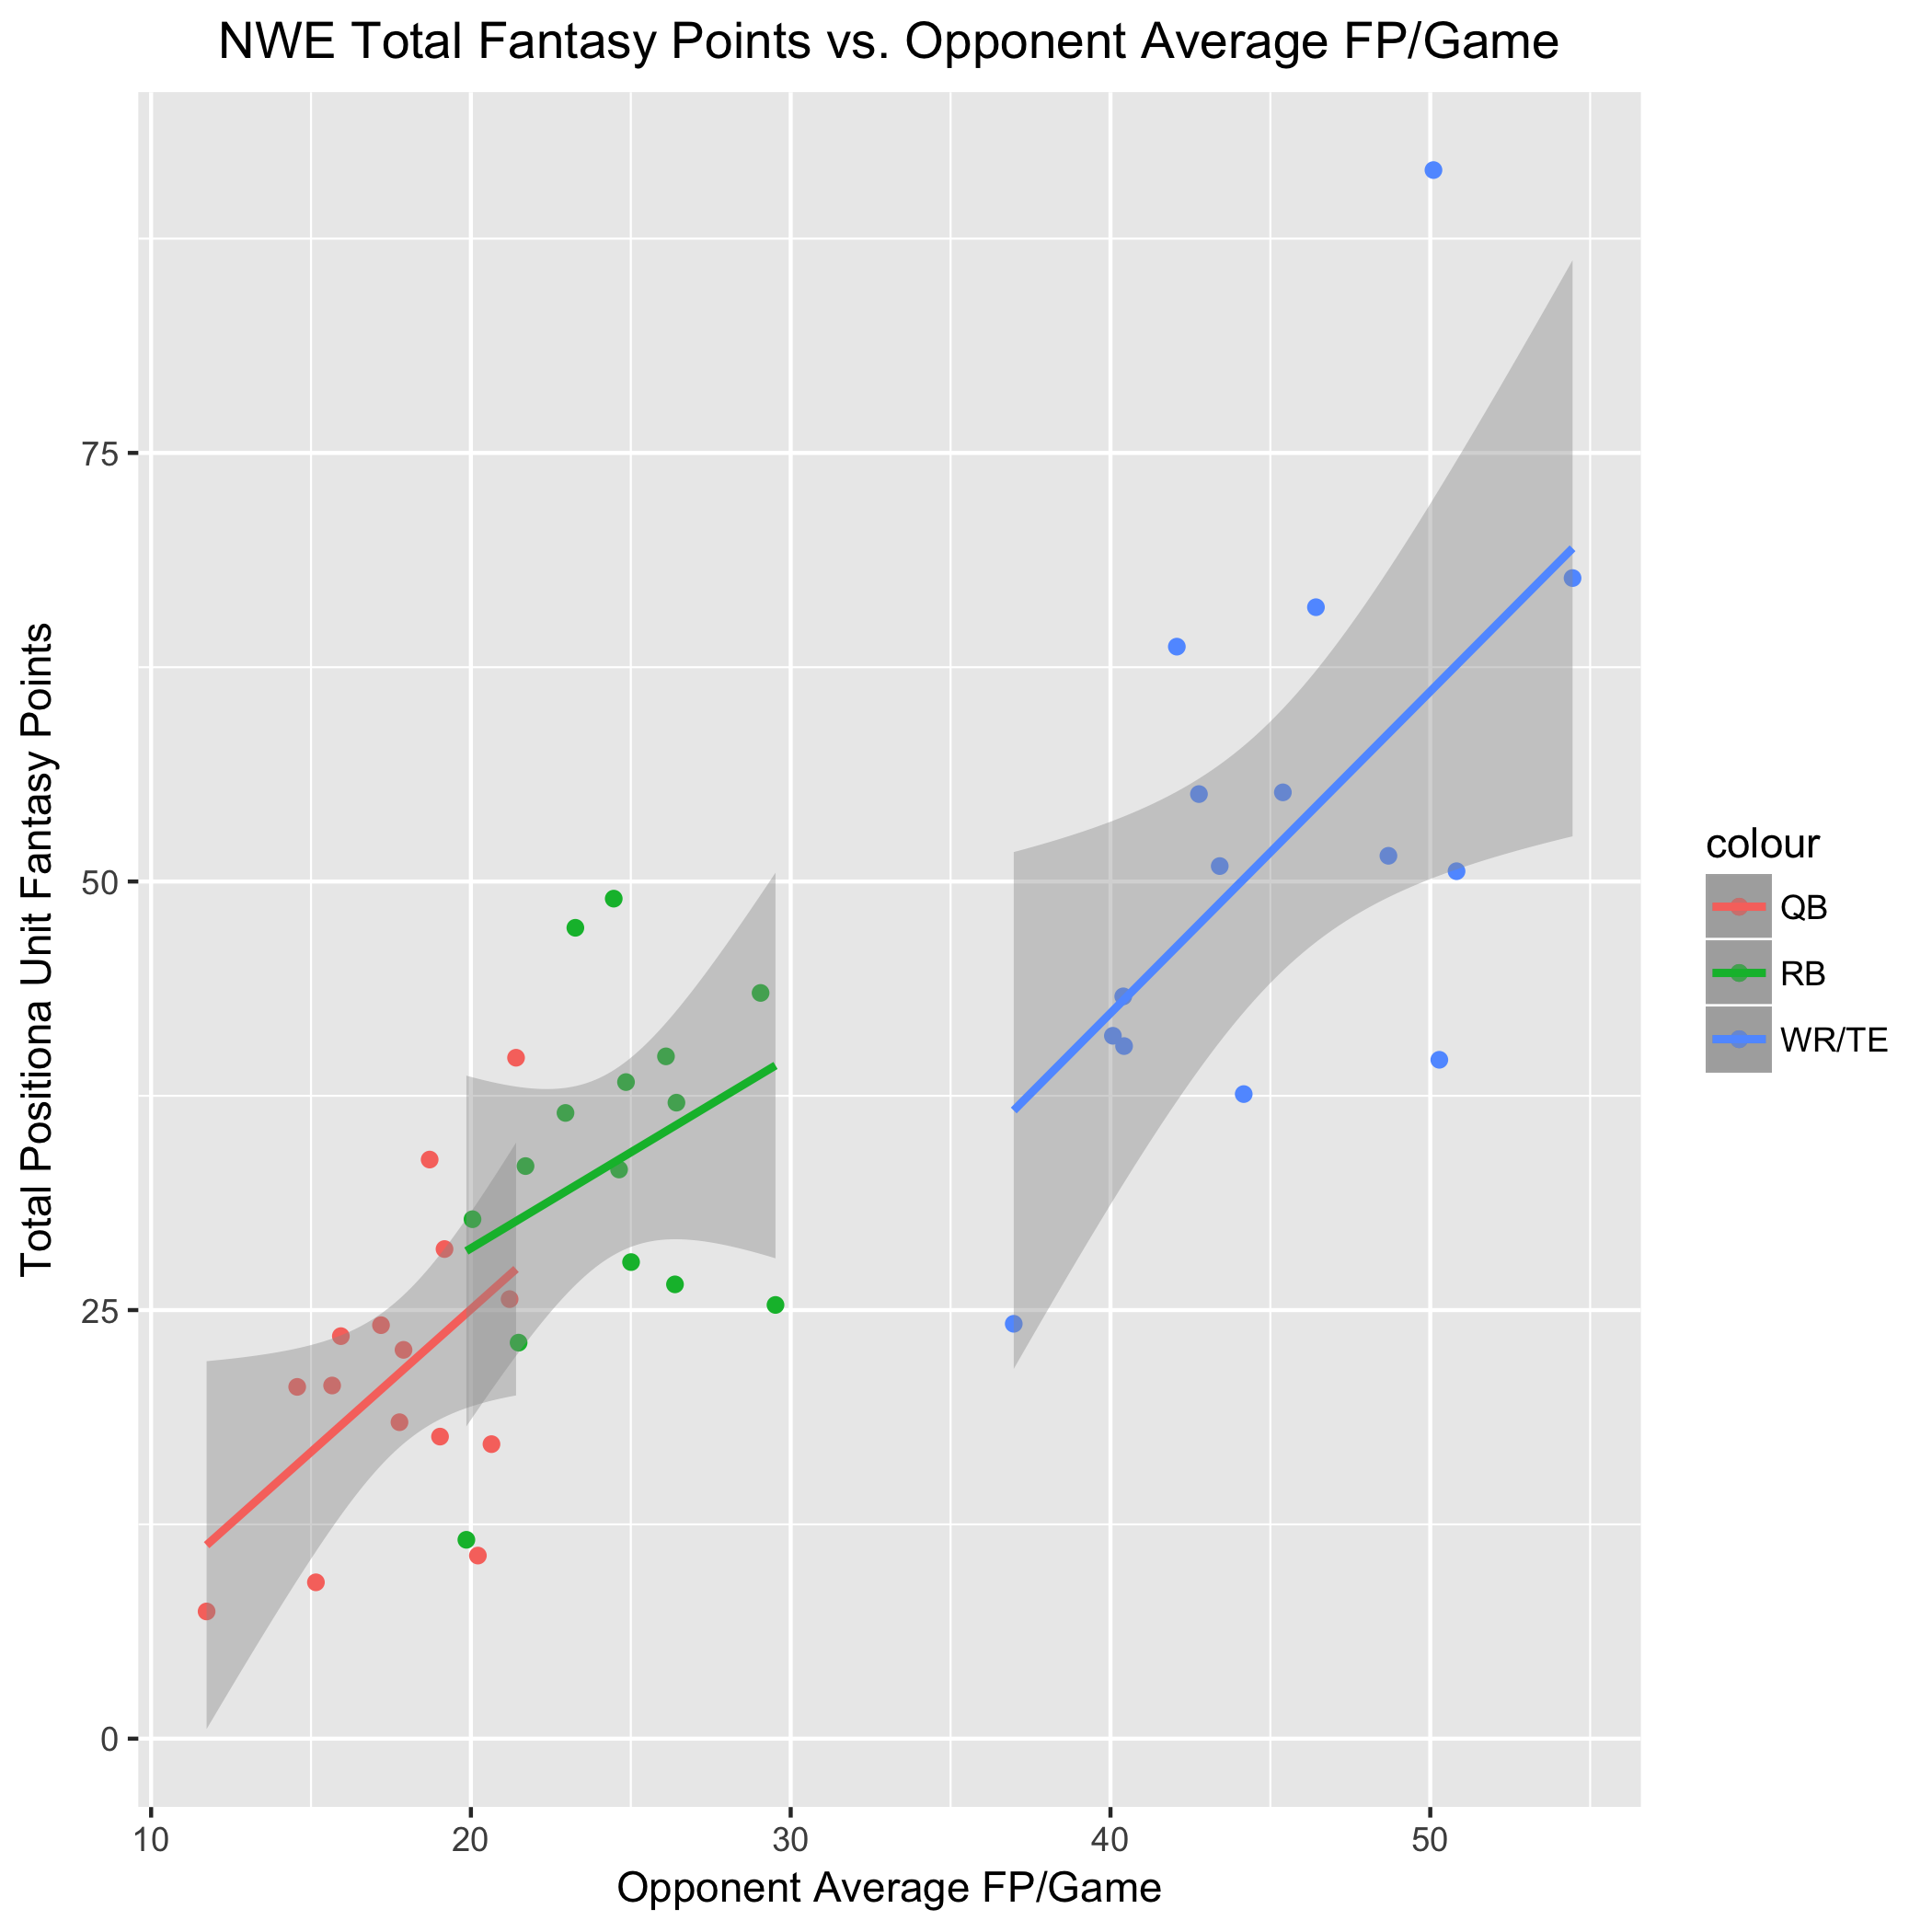 NWE Total Fantasy Points vs. Opponent Average FP/Game
Total Positiona Unit Fantasy Points
75
50
25
0
10 20 30 40 50
Opponent Average FP/Game
colour
QB
RB
WR/TE